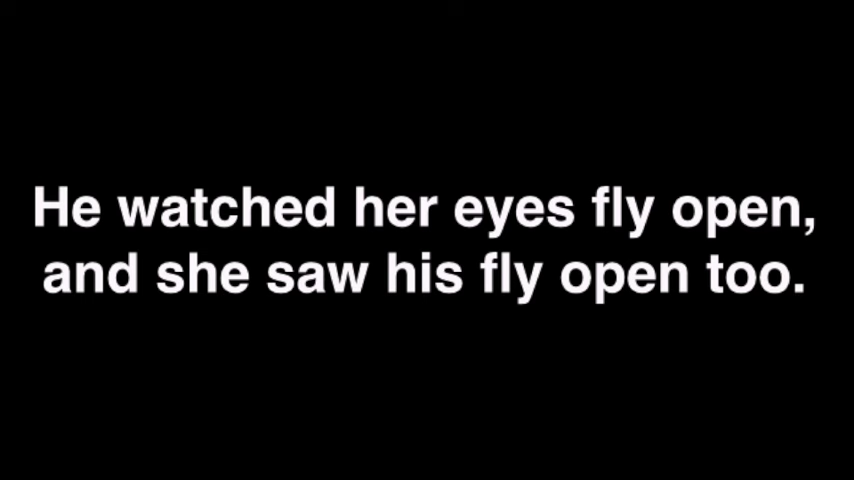 He watched her eyes fly open,
and she saw his fly open too.